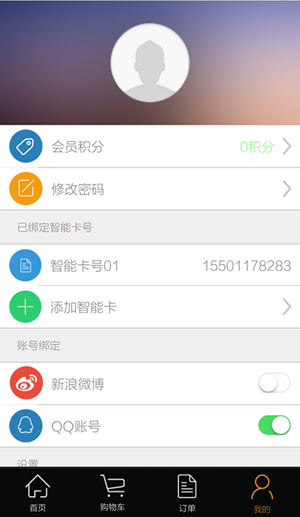 会员积分 0积分
修改密码
已绑定智能卡号
智能卡号01 15501178283
添加智能卡
账号绑定
新浪微博
QQ账号
设置
首页 购物车 订单 我的